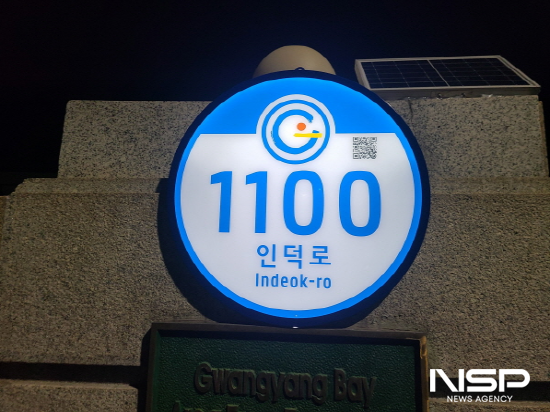 1100
인덕로
Indeok-ro
Gwangyang Bay
NSP
NEWS AGENCY